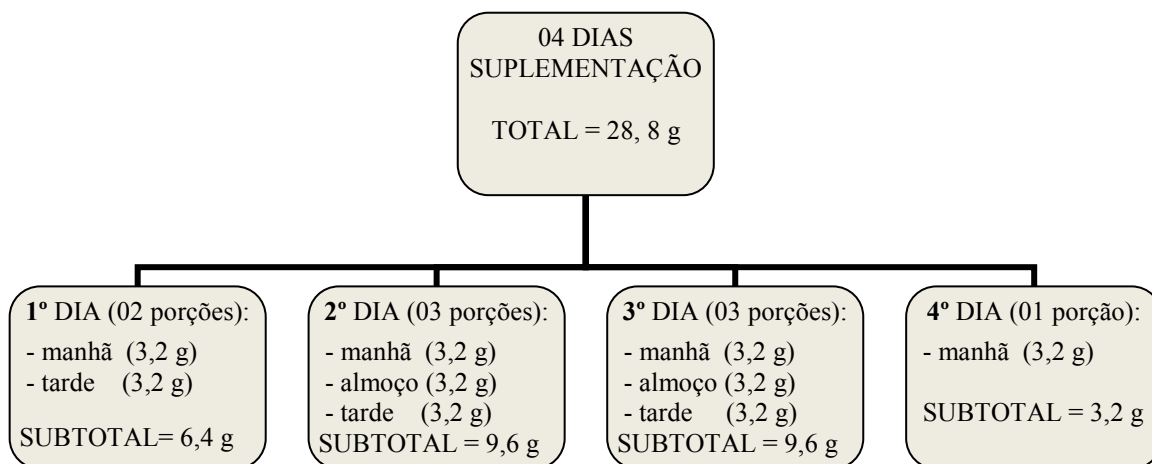 04 DIAS
SUPLEMENTAÇÃO
TOTAL = 28, 8 g
1º DIA (02 porções):
- manhã (3,2 g)
- tarde (3,2 g)
SUBTOTAL= 6,4 g
2º DIA (03 porções):
- manhã (3,2 g)
- almoço (3,2 g)
- tarde (3,2 g)
SUBTOTAL = 9,6 g
3º DIA (03 porções):
- manhã (3,2 g)
- almoço (3,2 g)
- tarde (3,2 g)
SUBTOTAL = 9,6 g
4º DIA (01 porção):
- manhã (3,2 g)
SUBTOTAL = 3,2 g